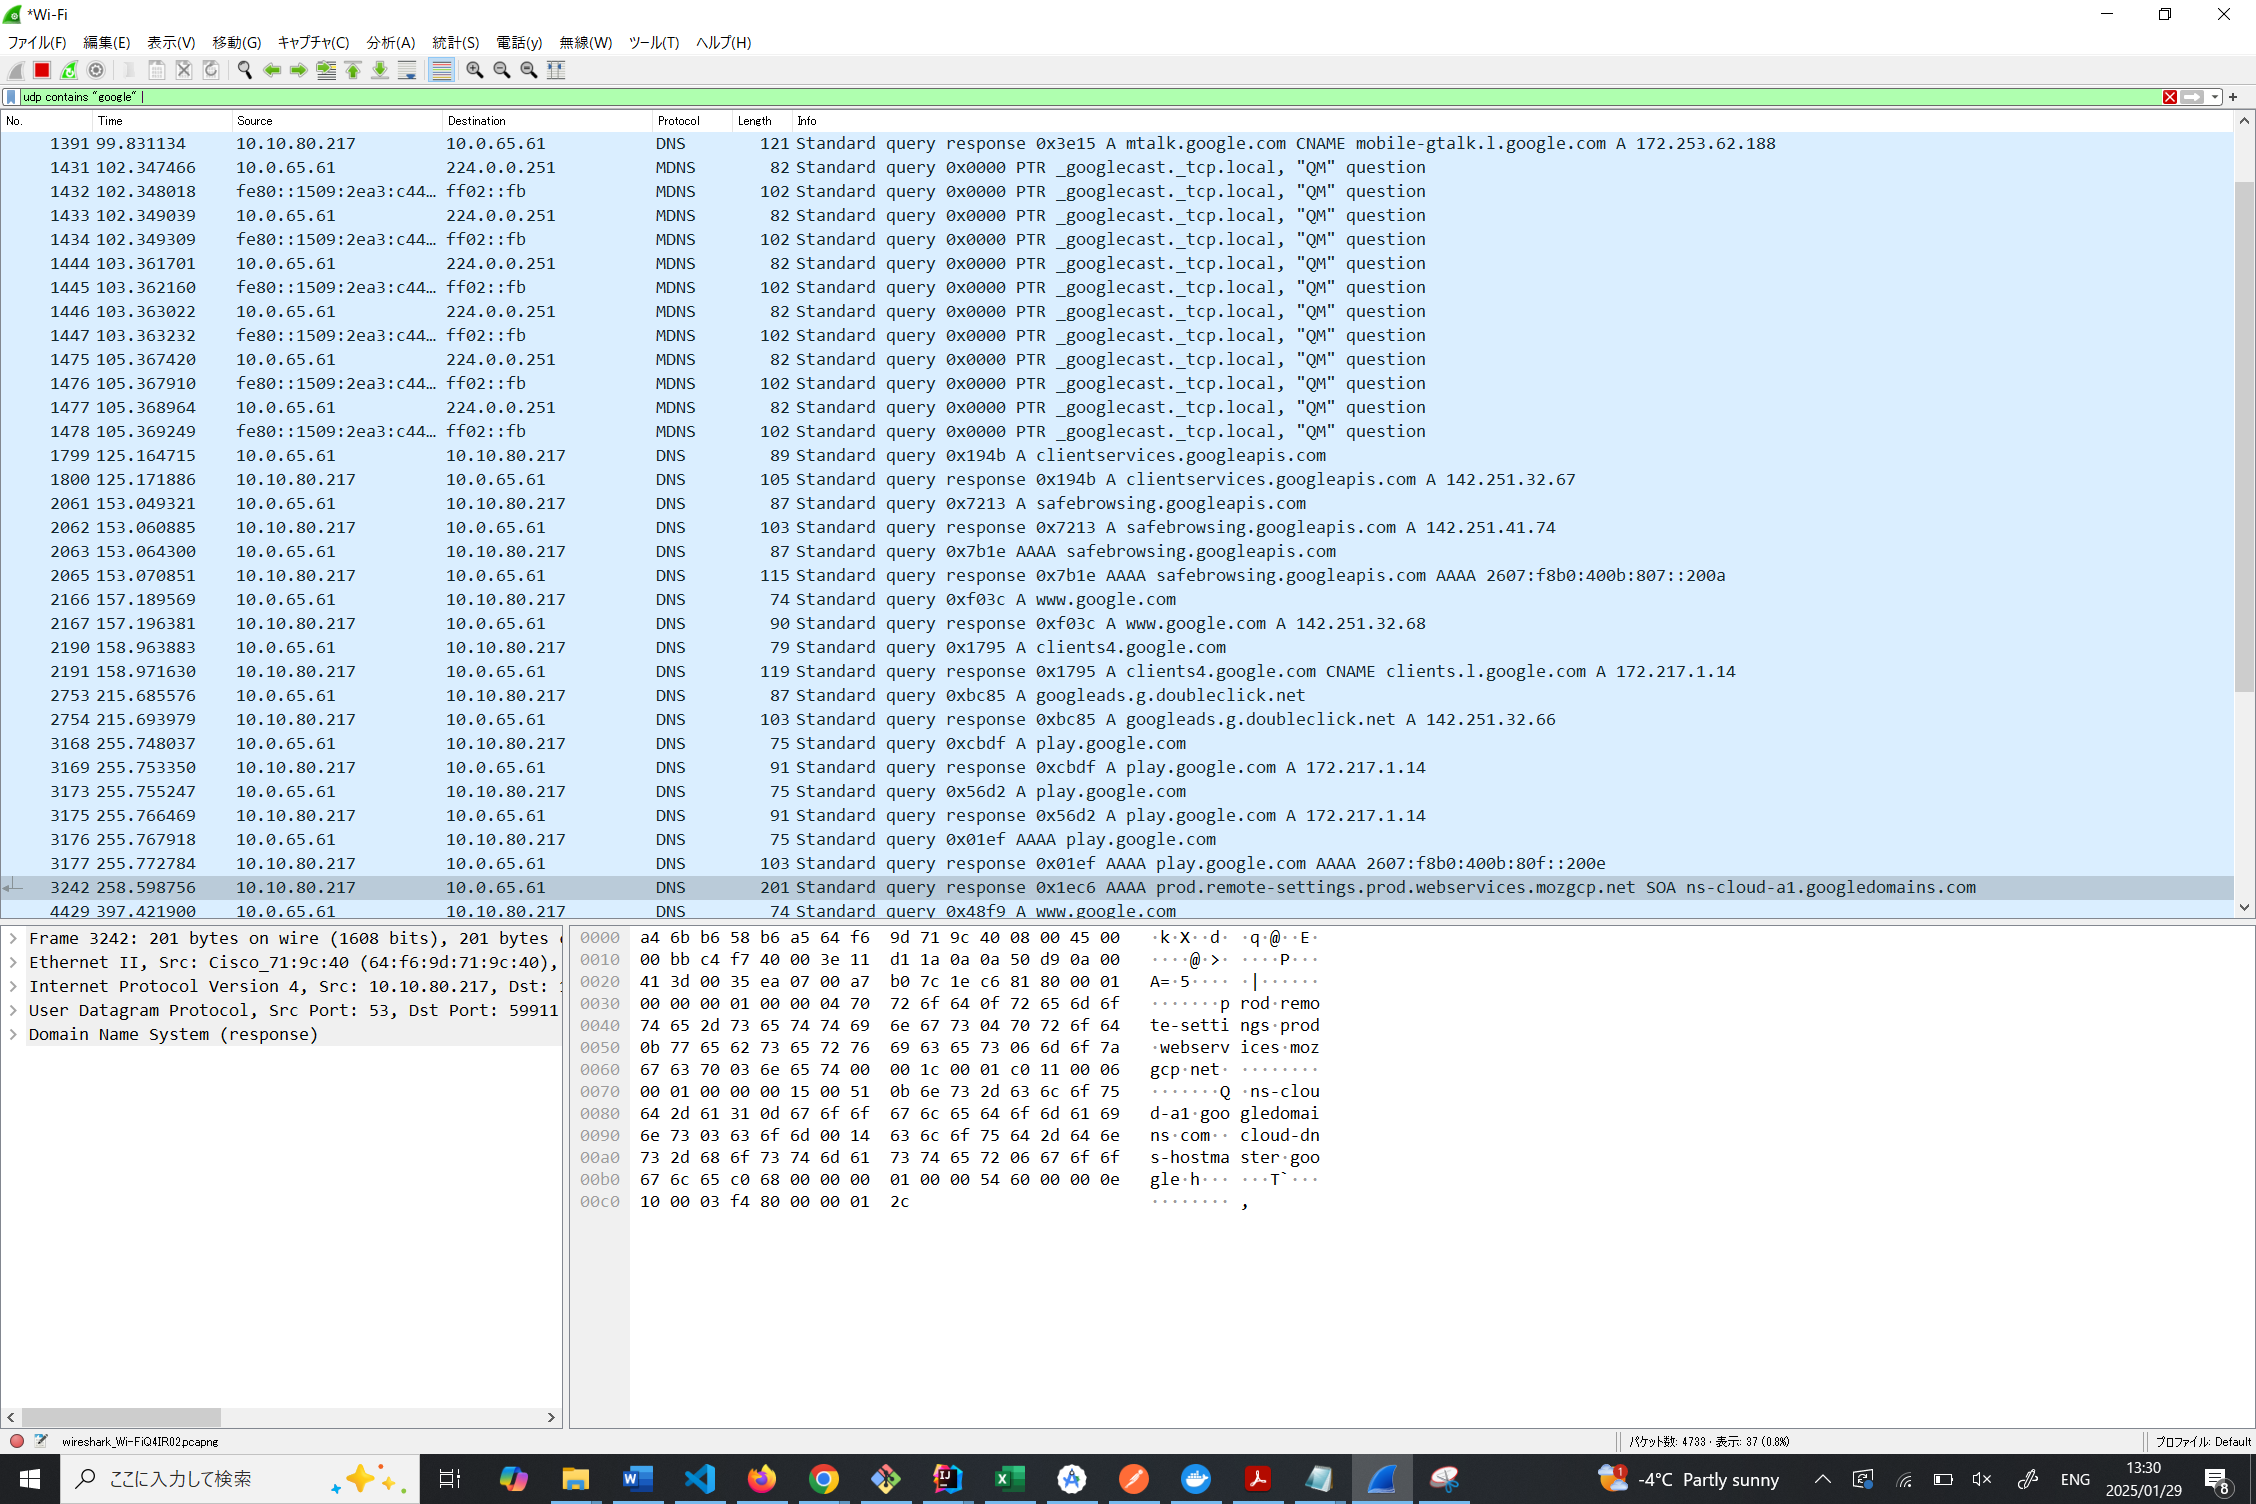 *Wi-Fi
ファイル(F) 編集(E) 表示(V) 移動(G) キャプチャ(C) 分析(A) 統計(S) 電話(y) 無線(W) ツール(T) ヘルプ(H)
udp contains "google"
No. Time Source Destination Protocol Length Info
1391 99.831134 10.10.80.217 10.0.65.61 DNS 121 Standard query response 0x3e15 A mtalk.google.com CNAME mobile-gtalk.l.google.com A 172.253.62.188
1431 102.347466 10.0.65.61 224.0.0.251 MDNS 82 Standard query 0x0000 PTR _googlecast._tcp.local, "QM" question
1432 102.348018 fe80::1509:2ea3:c44… ff02::fb MDNS 102 Standard query 0x0000 PTR _googlecast._tcp.local, "QM" question
1433 102.349039 10.0.65.61 224.0.0.251 MDNS 82 Standard query 0x0000 PTR _googlecast._tcp.local, "QM" question
1434 102.349309 fe80::1509:2ea3:c44… ff02::fb MDNS 102 Standard query 0x0000 PTR _googlecast._tcp.local, "QM" question
1444 103.361701 10.0.65.61 224.0.0.251 MDNS 82 Standard query 0x0000 PTR _googlecast._tcp.local, "QM" question
1445 103.362160 fe80::1509:2ea3:c44… ff02::fb MDNS 102 Standard query 0x0000 PTR _googlecast._tcp.local, "QM" question
1446 103.363022 10.0.65.61 224.0.0.251 MDNS 82 Standard query 0x0000 PTR _googlecast._tcp.local, "QM" question
1447 103.363232 fe80::1509:2ea3:c44… ff02::fb MDNS 102 Standard query 0x0000 PTR _googlecast._tcp.local, "QM" question
1475 105.367420 10.0.65.61 224.0.0.251 MDNS 82 Standard query 0x0000 PTR _googlecast._tcp.local, "QM" question
1476 105.367910 fe80::1509:2ea3:c44… ff02::fb MDNS 102 Standard query 0x0000 PTR _googlecast._tcp.local, "QM" question
1477 105.368964 10.0.65.61 224.0.0.251 MDNS 82 Standard query 0x0000 PTR _googlecast._tcp.local, "QM" question
1478 105.369249 fe80::1509:2ea3:c44… ff02::fb MDNS 102 Standard query 0x0000 PTR _googlecast._tcp.local, "QM" question
1799 125.164715 10.0.65.61 10.10.80.217 DNS 89 Standard query 0x194b A clientservices.googleapis.com
1800 125.171886 10.10.80.217 10.0.65.61 DNS 105 Standard query response 0x194b A clientservices.googleapis.com A 142.251.32.67
2061 153.049321 10.0.65.61 10.10.80.217 DNS 87 Standard query 0x7213 A safebrowsing.googleapis.com
2062 153.060885 10.10.80.217 10.0.65.61 DNS 103 Standard query response 0x7213 A safebrowsing.googleapis.com A 142.251.41.74
2063 153.064300 10.0.65.61 10.10.80.217 DNS 87 Standard query 0x7b1e AAAA safebrowsing.googleapis.com
2065 153.070851 10.10.80.217 10.0.65.61 DNS 115 Standard query response 0x7b1e AAAA safebrowsing.googleapis.com AAAA 2607:f8b0:400b:807::200a
2166 157.189569 10.0.65.61 10.10.80.217 DNS 74 Standard query 0xf03c A www.google.com
2167 157.196381 10.10.80.217 10.0.65.61 DNS 90 Standard query response 0xf03c A www.google.com A 142.251.32.68
2190 158.963883 10.0.65.61 10.10.80.217 DNS 79 Standard query 0x1795 A clients4.google.com
2191 158.971630 10.10.80.217 10.0.65.61 DNS 119 Standard query response 0x1795 A clients4.google.com CNAME clients.l.google.com A 172.217.1.14
2753 215.685576 10.0.65.61 10.10.80.217 DNS 87 Standard query 0xbc85 A googleads.g.doubleclick.net
2754 215.693979 10.10.80.217 10.0.65.61 DNS 103 Standard query response 0xbc85 A googleads.g.doubleclick.net A 142.251.32.66
3168 255.748037 10.0.65.61 10.10.80.217 DNS 75 Standard query 0xcbdf A play.google.com
3169 255.753350 10.10.80.217 10.0.65.61 DNS 91 Standard query response 0xcbdf A play.google.com A 172.217.1.14
3173 255.755247 10.0.65.61 10.10.80.217 DNS 75 Standard query 0x56d2 A play.google.com
3175 255.766469 10.10.80.217 10.0.65.61 DNS 91 Standard query response 0x56d2 A play.google.com A 172.217.1.14
3176 255.767918 10.0.65.61 10.10.80.217 DNS 75 Standard query 0x01ef AAAA play.google.com
3177 255.772784 10.10.80.217 10.0.65.61 DNS 103 Standard query response 0x01ef AAAA play.google.com AAAA 2607:f8b0:400b:80f::200e
3242 258.598756 10.10.80.217 10.0.65.61 DNS 201 Standard query response 0x1ec6 AAAA prod.remote-settings.prod.webservices.mozgcp.net SOA ns-cloud-a1.googledomains.com
4429 397.421900 10.0.65.61 10.10.80.217 DNS 74 Standard query 0x48f9 A www.google.com
Frame 3242: 201 bytes on wire (1608 bits), 201 bytes
Ethernet II, Src: Cisco_71:9c:40 (64:f6:9d:71:9c:40),
Internet Protocol Version 4, Src: 10.10.80.217, Dst:
User Datagram Protocol, Src Port: 53, Dst Port: 59911
Domain Name System (response)
0000 a4 6b b6 58 b6 a5 64 f6 9d 71 9c 40 08 00 45 00 ·k·X··d· ·q·@··E·
0010 00 bb c4 f7 40 00 3e 11 d1 1a 0a 0a 50 d9 0a 00 ····@·>· ····P···
0020 41 3d 00 35 ea 07 00 a7 b0 7c 1e c6 81 80 00 01 A=·5···· ·|······
0030 00 00 00 01 00 00 04 70 72 6f 64 0f 72 65 6d 6f ·······p rod·remo
0040 74 65 2d 73 65 74 74 69 6e 67 73 04 70 72 6f 64 te-setti ngs·prod
0050 0b 77 65 62 73 65 72 76 69 63 65 73 06 6d 6f 7a ·webserv ices·moz
0060 67 63 70 03 6e 65 74 00 00 1c 00 01 c0 11 00 06 gcp·net· ········
0070 00 01 00 00 00 15 00 51 0b 6e 73 2d 63 6c 6f 75 ·······Q ·ns-clou
0080 64 2d 61 31 0d 67 6f 6f 67 6c 65 64 6f 6d 61 69 d-a1·goo gledomai
0090 6e 73 03 63 6f 6d 00 14 63 6c 6f 75 64 2d 64 6e ns·com·· cloud-dn
00a0 73 2d 68 6f 73 74 6d 61 73 74 65 72 06 67 6f 6f s-hostma ster·goo
00b0 67 6c 65 c0 68 00 00 00 01 00 00 54 60 00 00 0e gle·h··· ···T`···
00c0 10 00 03 f4 80 00 00 01 2c ········ ,
wireshark_Wi-FiQ4IR02.pcapng
パケット数: 4733 · 表示: 37 (0.8%)
プロファイル: Default
ここに入力して検索
-4°C Partly sunny
ENG
13:30
2025/01/29
8